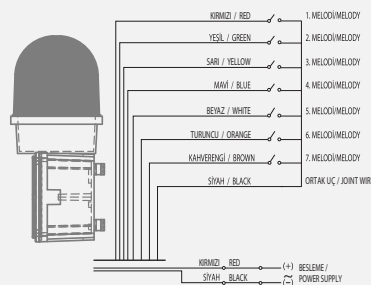 KIRMIZI / RED 1. MELODİ/MELODY
YEŞİL / GREEN 2. MELODİ/MELODY
SARI / YELLOW 3. MELODİ/MELODY
MAVİ / BLUE 4. MELODİ/MELODY
BEYAZ / WHITE 5. MELODİ/MELODY
TURUNCU / ORANGE 6. MELODİ/MELODY
KAHVERENGİ / BROWN 7. MELODİ/MELODY
SİYAH / BLACK ORTAK UÇ / JOINT WIR
KIRMIZI RED (+) BESLEME /
SİYAH BLACK (~) POWER SUPPLY